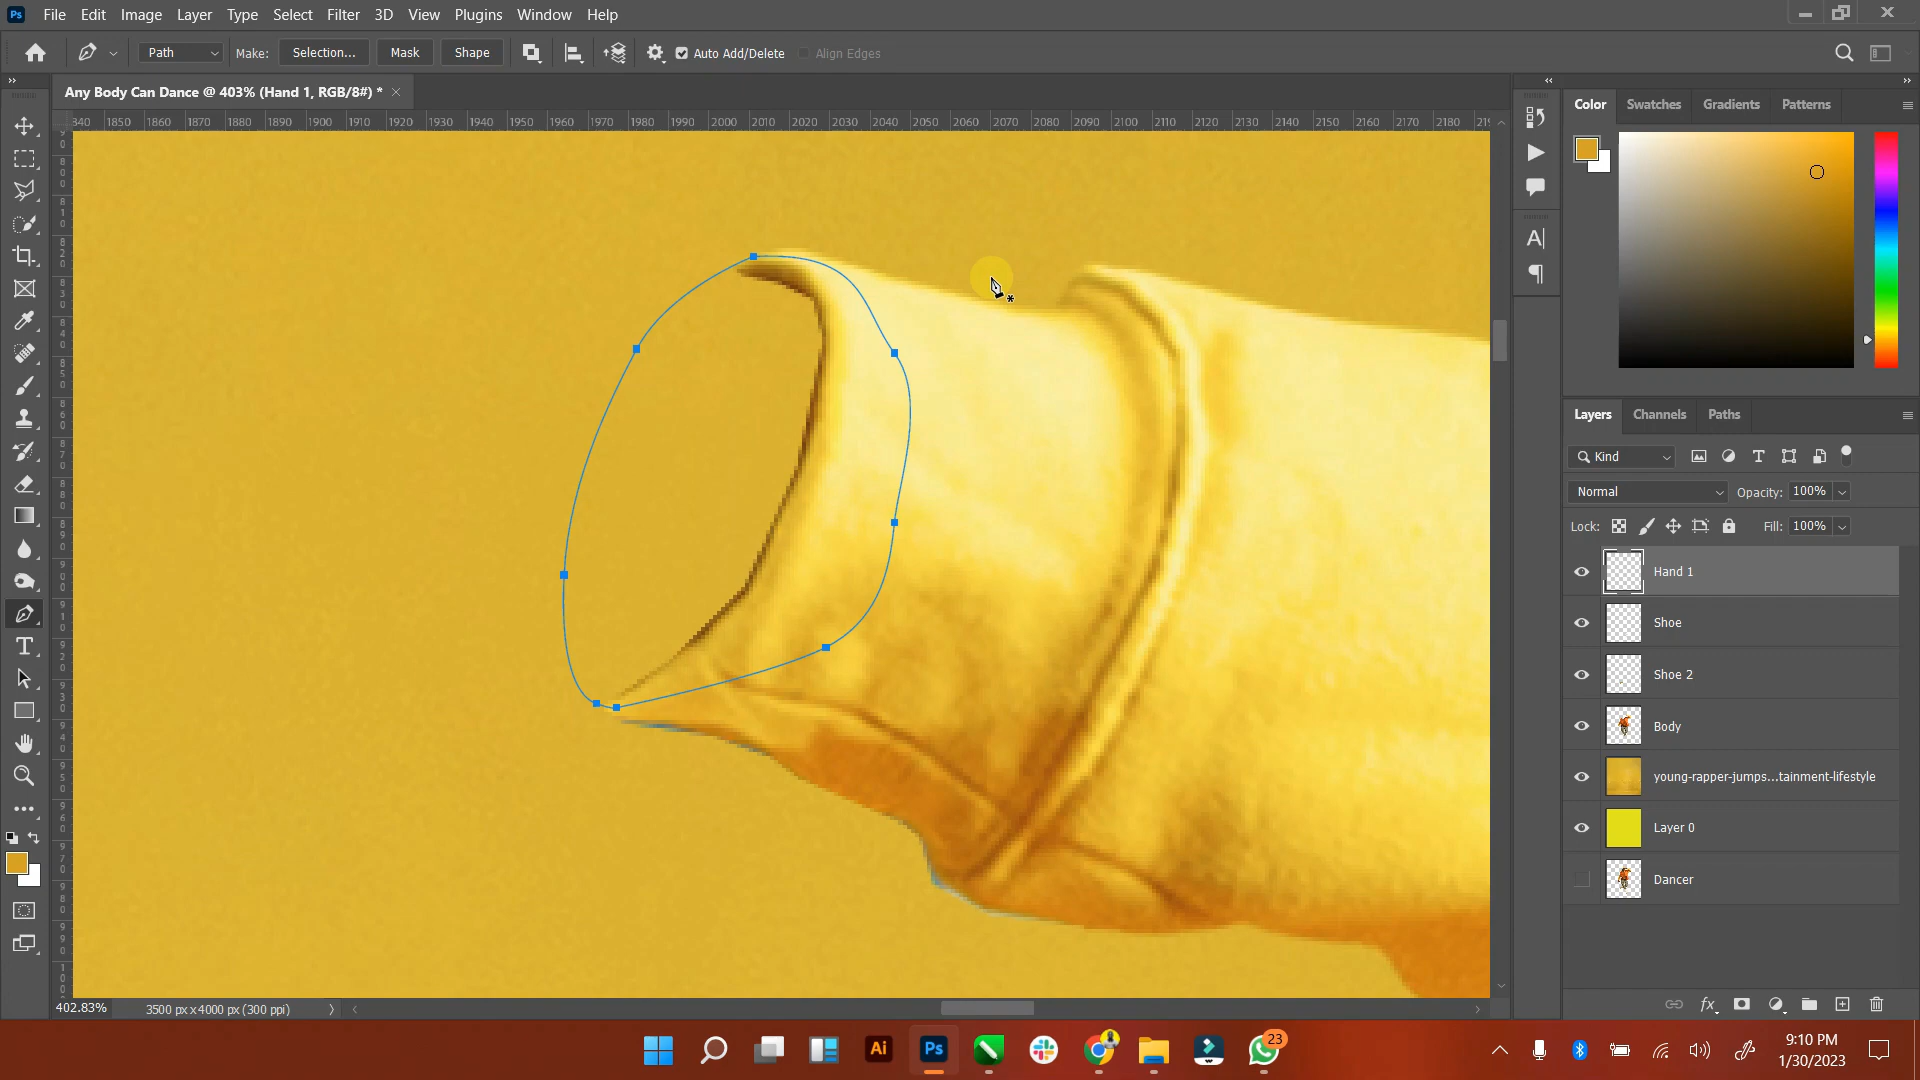 File Edit Image Layer Type Select Filter 3D View Plugins Window Help
Path Make: Selection... Mask Shape Auto Add/Delete Align Edges
Any Body Can Dance @ 403% (Hand 1, RGB/8#) *
840 1850 1860 1870 1880 1890 1900 1910 1920 1930 1940 1950 1960 1970 1980 1990 2000 2010 2020 2030 2040 2050 2060 2070 2080 2090 2100 2110 2120 2130 2140 2150 2160 2170 2180 219
Color Swatches Gradients Patterns
Layers Channels Paths
Kind
Normal Opacity: 100%
Lock: Fill: 100%
Hand 1
Shoe
Shoe 2
Body
young-rapper-jumps...tainment-lifestyle
Layer 0
Dancer
402.83% 3500 px x 4000 px (300 ppi)
Ai Ps 23
9:10 PM
1/30/2023